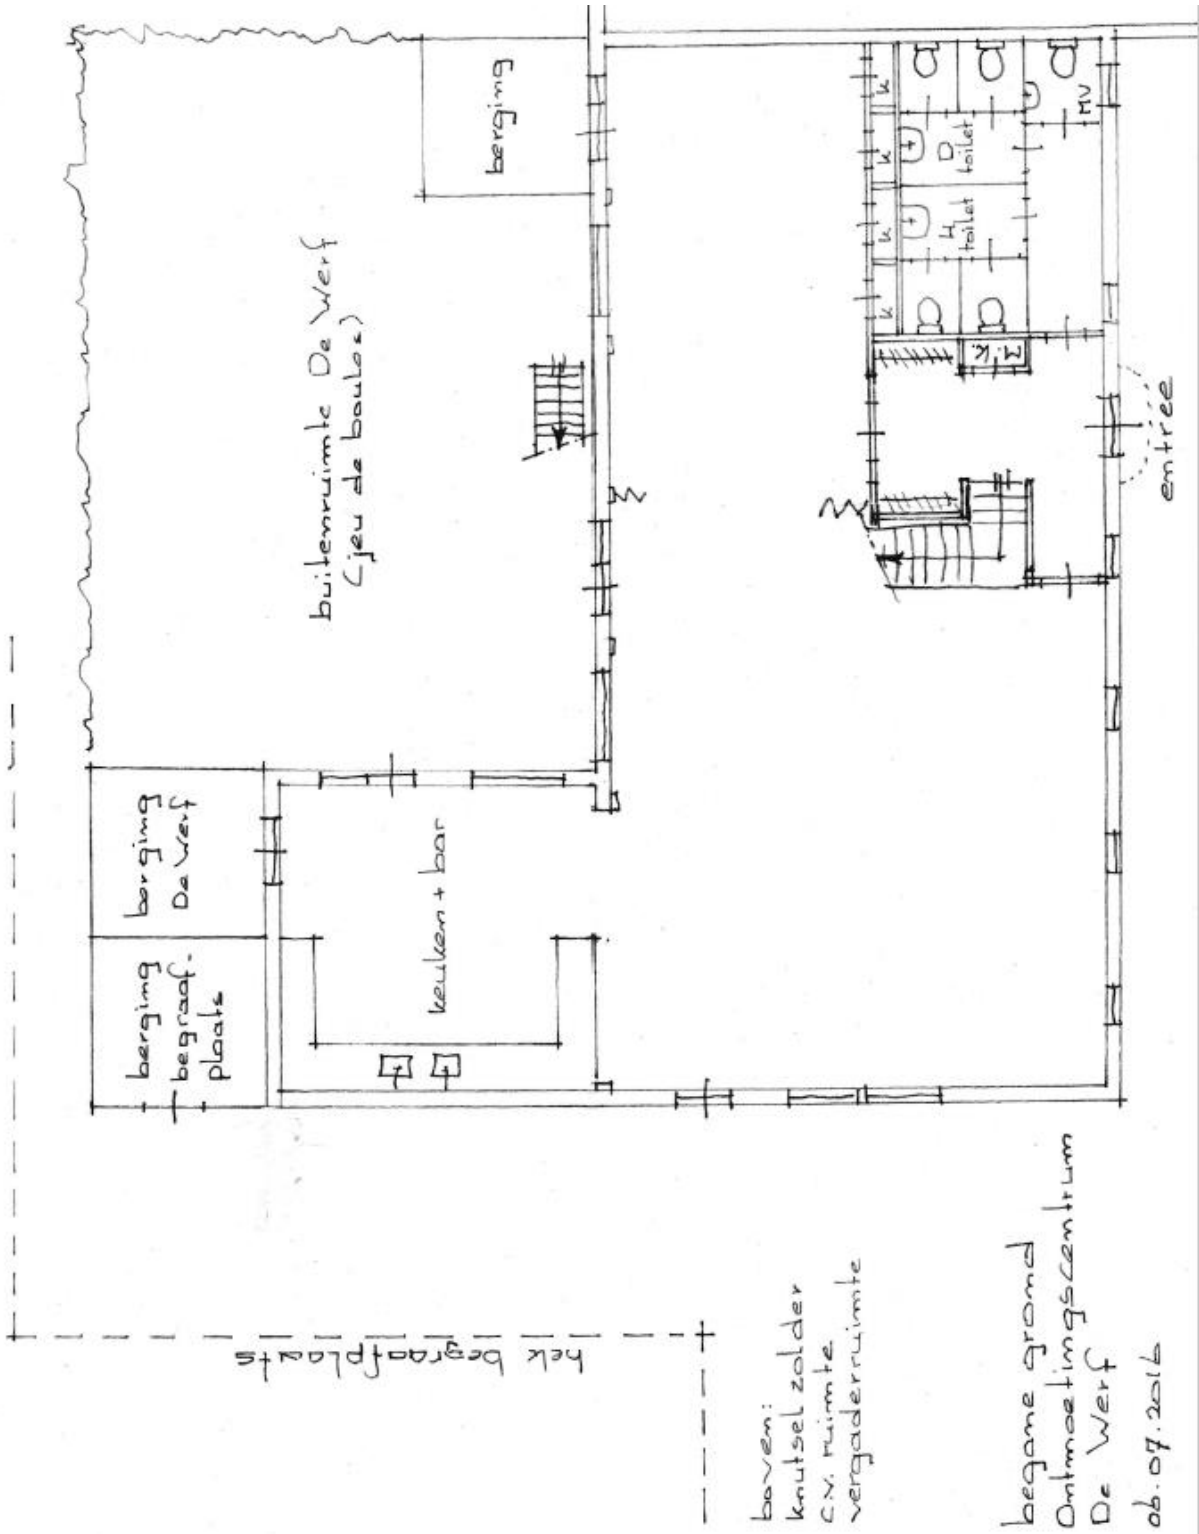 berging
buitenruimte De Werf
(jeu de boules)
berging
De Werf
berging
begraaf-
plaats
keuken + bar
K
K
K
K
D
toilet
H
toilet
MV
M.K.
entree
hek begraafplaats
boven:
knutsel zolder
c.v. ruimte
vergaderruimte
begane grond
Ontmoetingscentrum
De Werf
06.07.2016